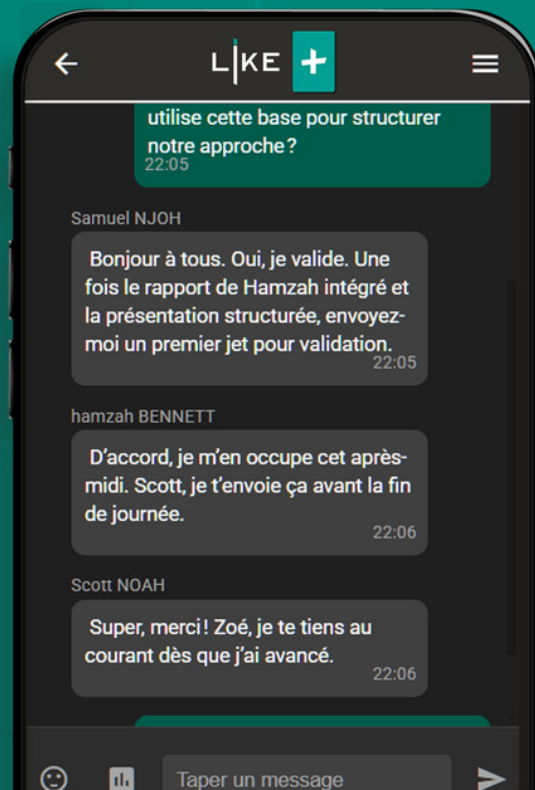 LIKE +
utilise cette base pour structurer
notre approche ?
22:05
Samuel NJOH
Bonjour à tous. Oui, je valide. Une
fois le rapport de Hamzah intégré et
la présentation structurée, envoyez-
moi un premier jet pour validation.
22:05
hamzah BENNETT
D'accord, je m'en occupe cet après-
midi. Scott, je t'envoie ça avant la fin
de journée.
22:06
Scott NOAH
Super, merci ! Zoé, je te tiens au
courant dès que j'ai avancé.
22:06
Taper un message